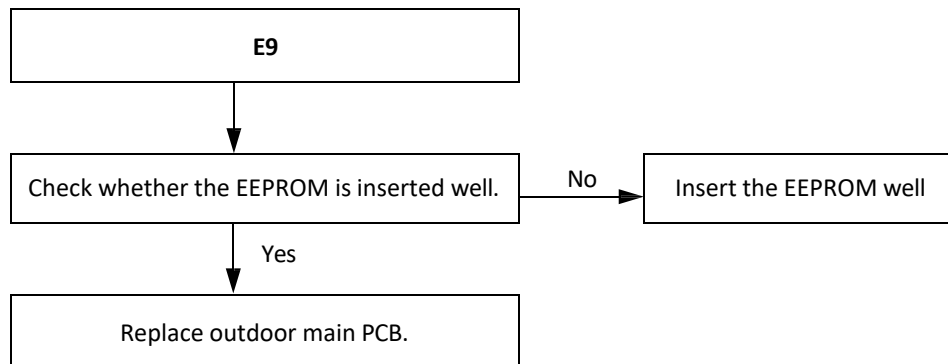 E9
Check whether the EEPROM is inserted well.
No
Insert the EEPROM well
Yes
Replace outdoor main PCB.